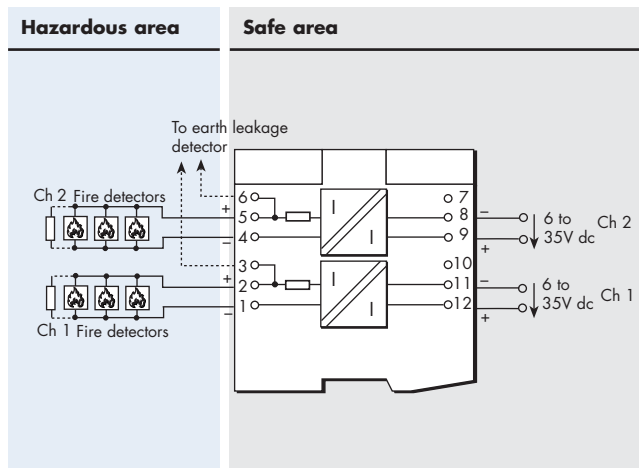 Hazardous area
Safe area
To earth leakage
detector
Ch 2 Fire detectors
+
–
6
5
4
I
I
7
8
9
–
+
6 to
35V dc
Ch 2
+
–
3
2
1
I
I
10
11
12
–
+
6 to
35V dc
Ch 1
Ch 1 Fire detectors